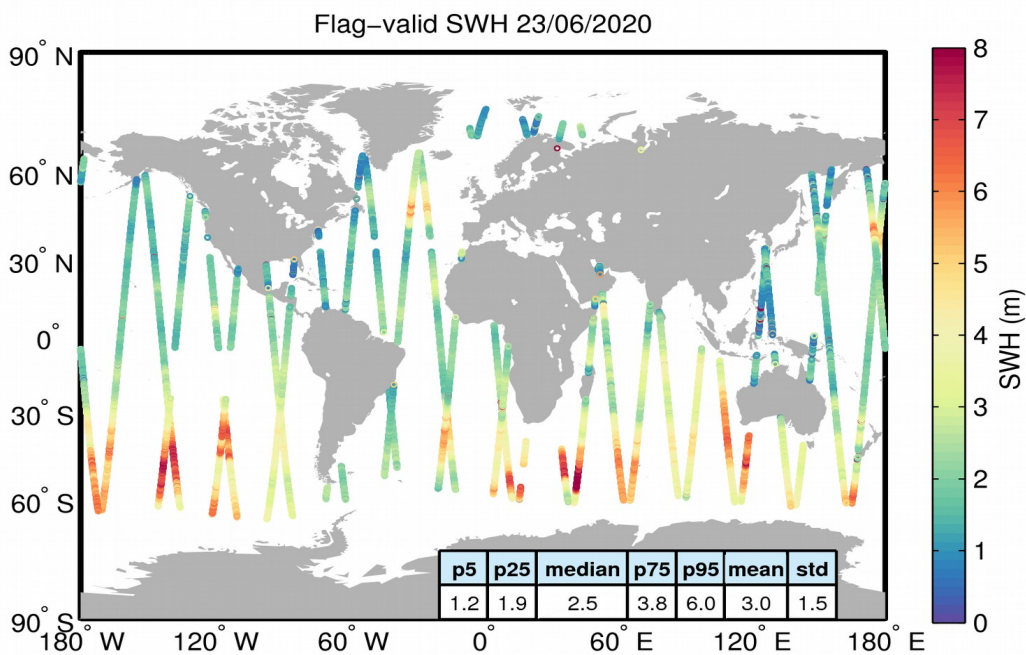 Flag−valid SWH 23/06/2020
90° N
60° N
30° N
0°
30° S
60° S
90° S
180° W
120° W
60° W
0°
60° E
120° E
180° E
8
7
6
5
4
3
2
1
0
SWH (m)
p5 p25 median p75 p95 mean std
1.2 1.9 2.5 3.8 6.0 3.0 1.5